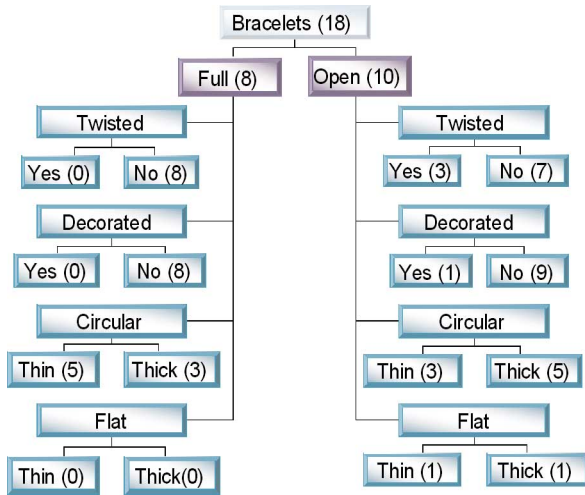 Bracelets (18)
Full (8)
Open (10)
Twisted
Yes (0)
No (8)
Decorated
Yes (0)
No (8)
Circular
Thin (5)
Thick (3)
Flat
Thin (0)
Thick(0)
Twisted
Yes (3)
No (7)
Decorated
Yes (1)
No (9)
Circular
Thin (3)
Thick (5)
Flat
Thin (1)
Thick (1)